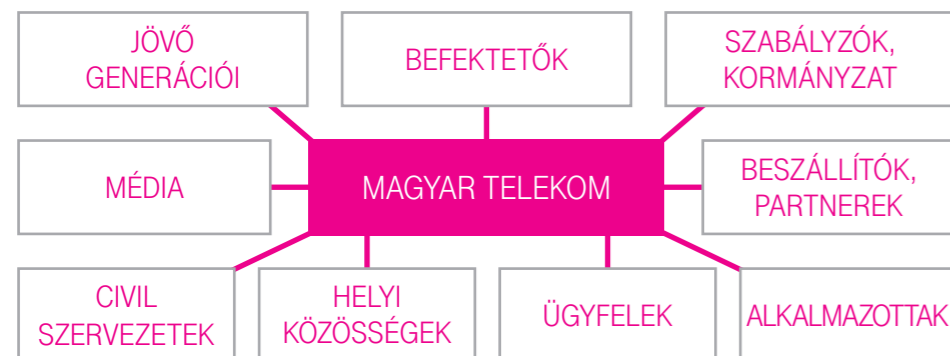 JÖVŐ
GENERÁCIÓI
BEFEKTETŐK
SZABÁLYZÓK,
KORMÁNYZAT
MÉDIA
MAGYAR TELEKOM
BESZÁLLÍTÓK,
PARTNEREK
CIVIL
SZERVEZETEK
HELYI
KÖZÖSSÉGEK
ÜGYFELEK
ALKALMAZOTTAK